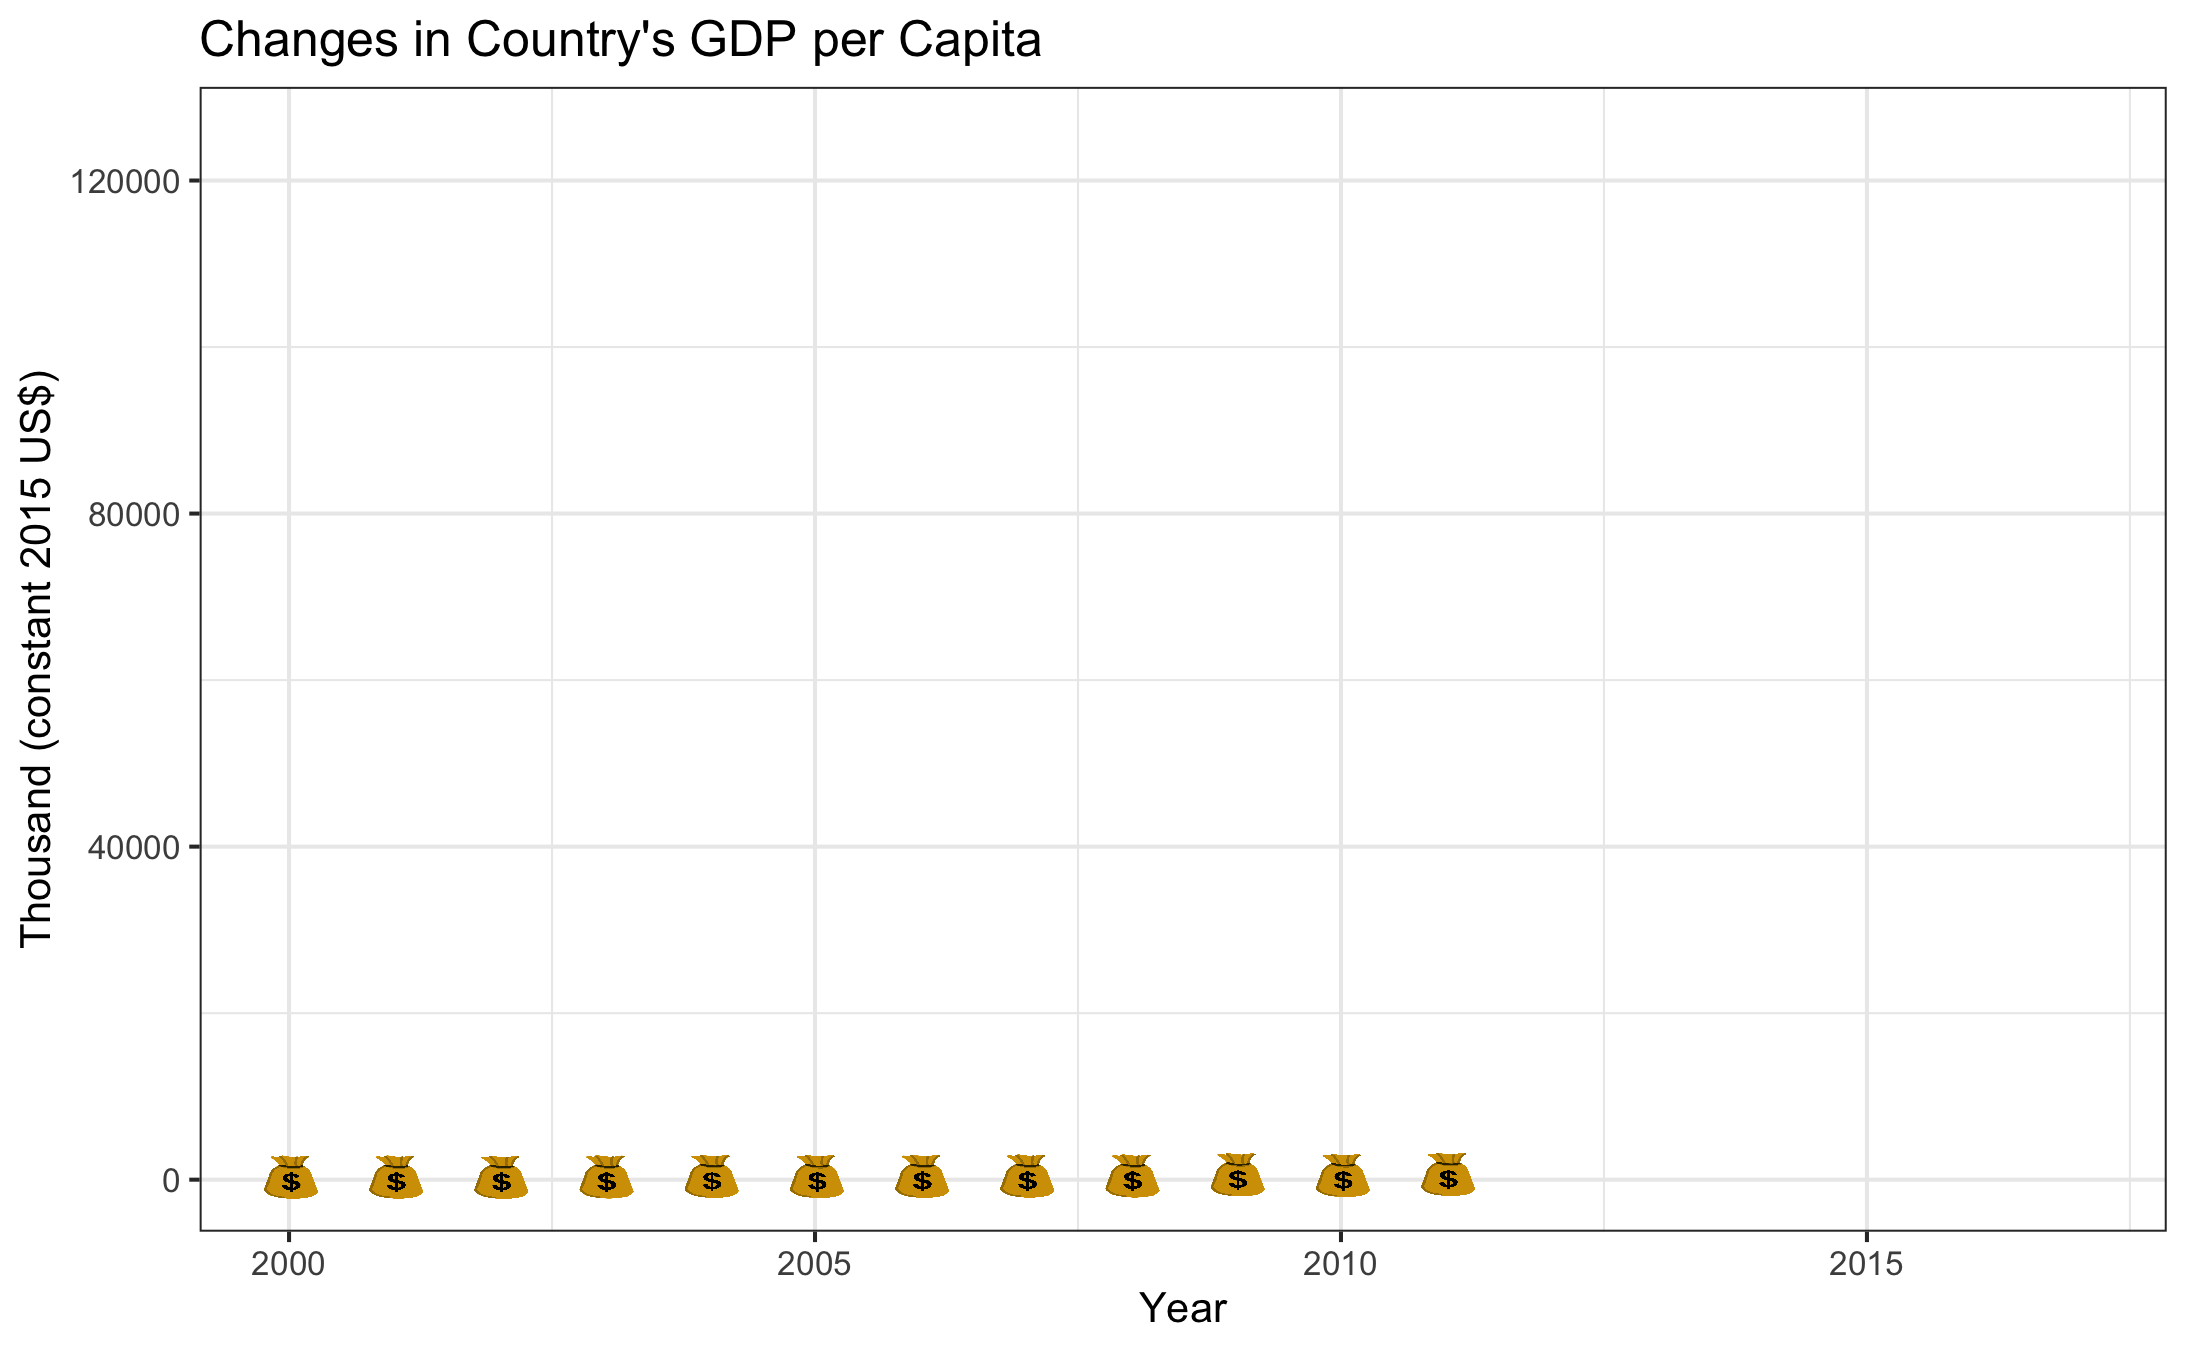 Changes in Country's GDP per Capita
Thousand (constant 2015 US$)
120000
80000
40000
0
$ $ $ $ $ $ $ $ $ $ $ $
2000 2005 2010 2015
Year